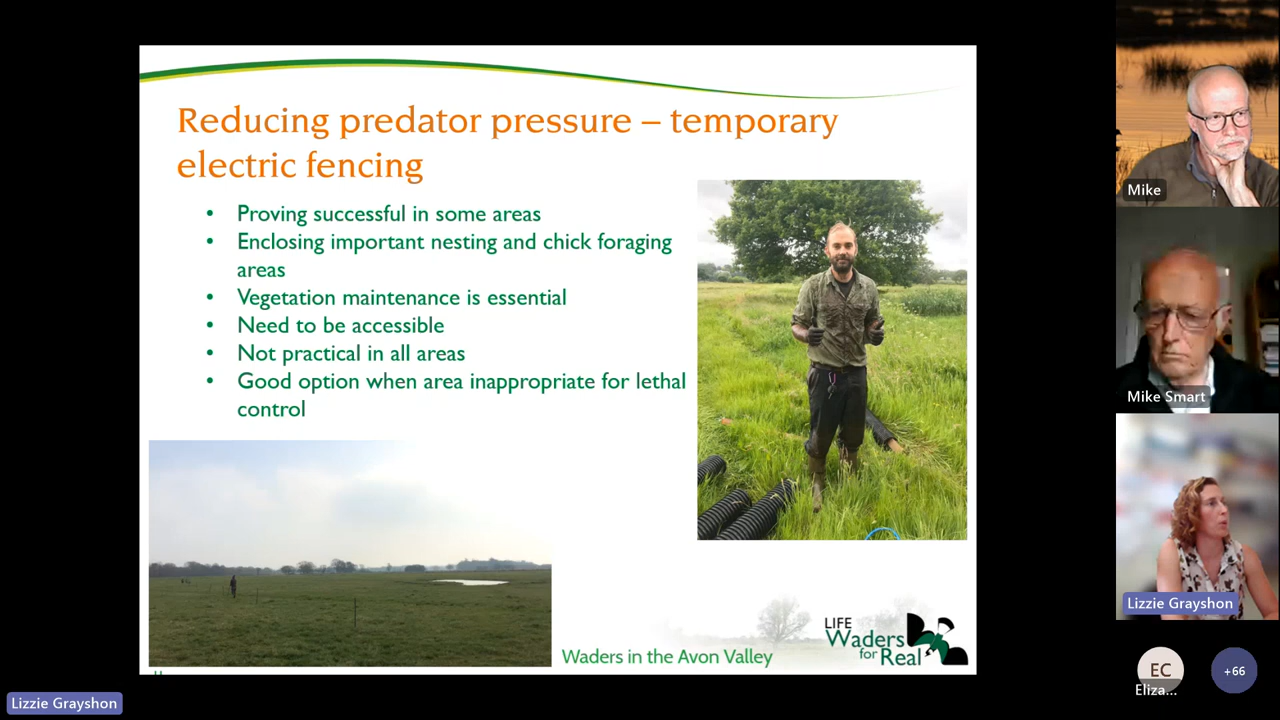 Reducing predator pressure – temporary
electric fencing
• Proving successful in some areas
• Enclosing important nesting and chick foraging
areas
• Vegetation maintenance is essential
• Need to be accessible
• Not practical in all areas
• Good option when area inappropriate for lethal
control
Waders in the Avon Valley
LIFE
Waders
for Real
Mike
Mike Smart
Lizzie Grayshon
EC
Eliza...
+66
Lizzie Grayshon